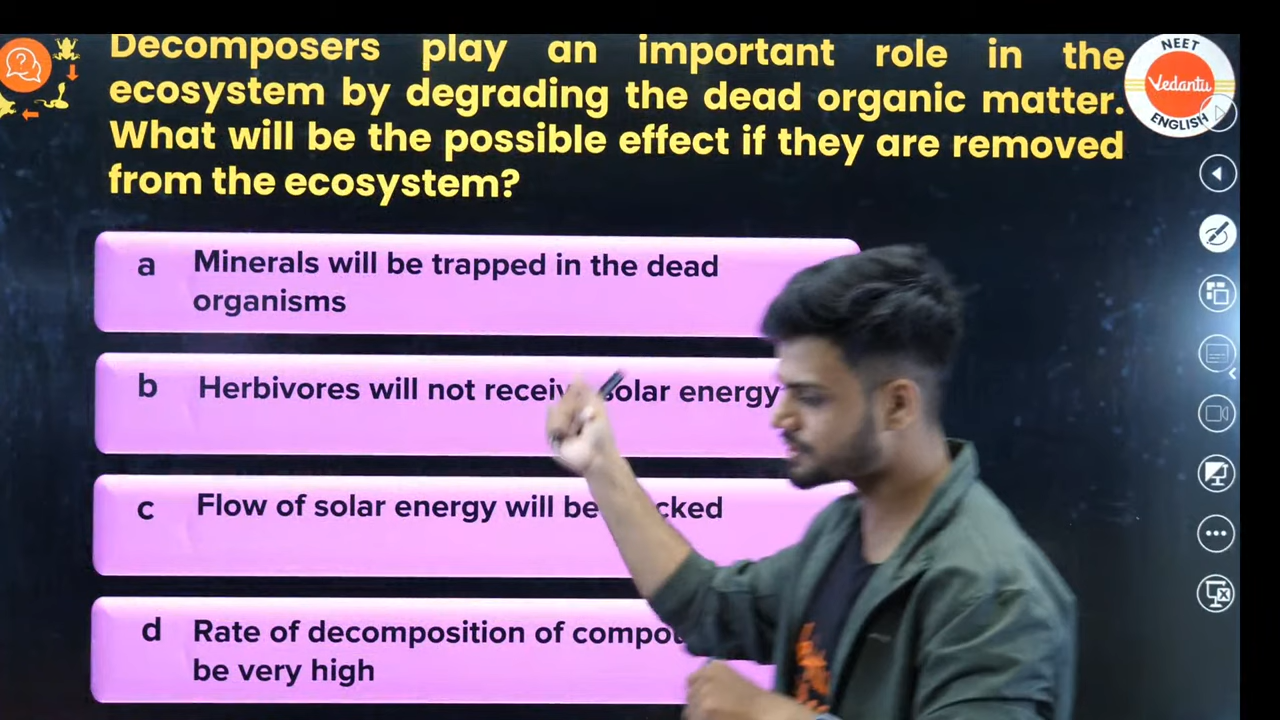 Decomposers play an important role in the
ecosystem by degrading the dead organic matter.
What will be the possible effect if they are removed
from the ecosystem?
NEET
Vedantu
ENGLISH
a Minerals will be trapped in the dead
organisms
b Herbivores will not solar energy
c Flow of solar energy will be
d Rate of decomposition of
be very high